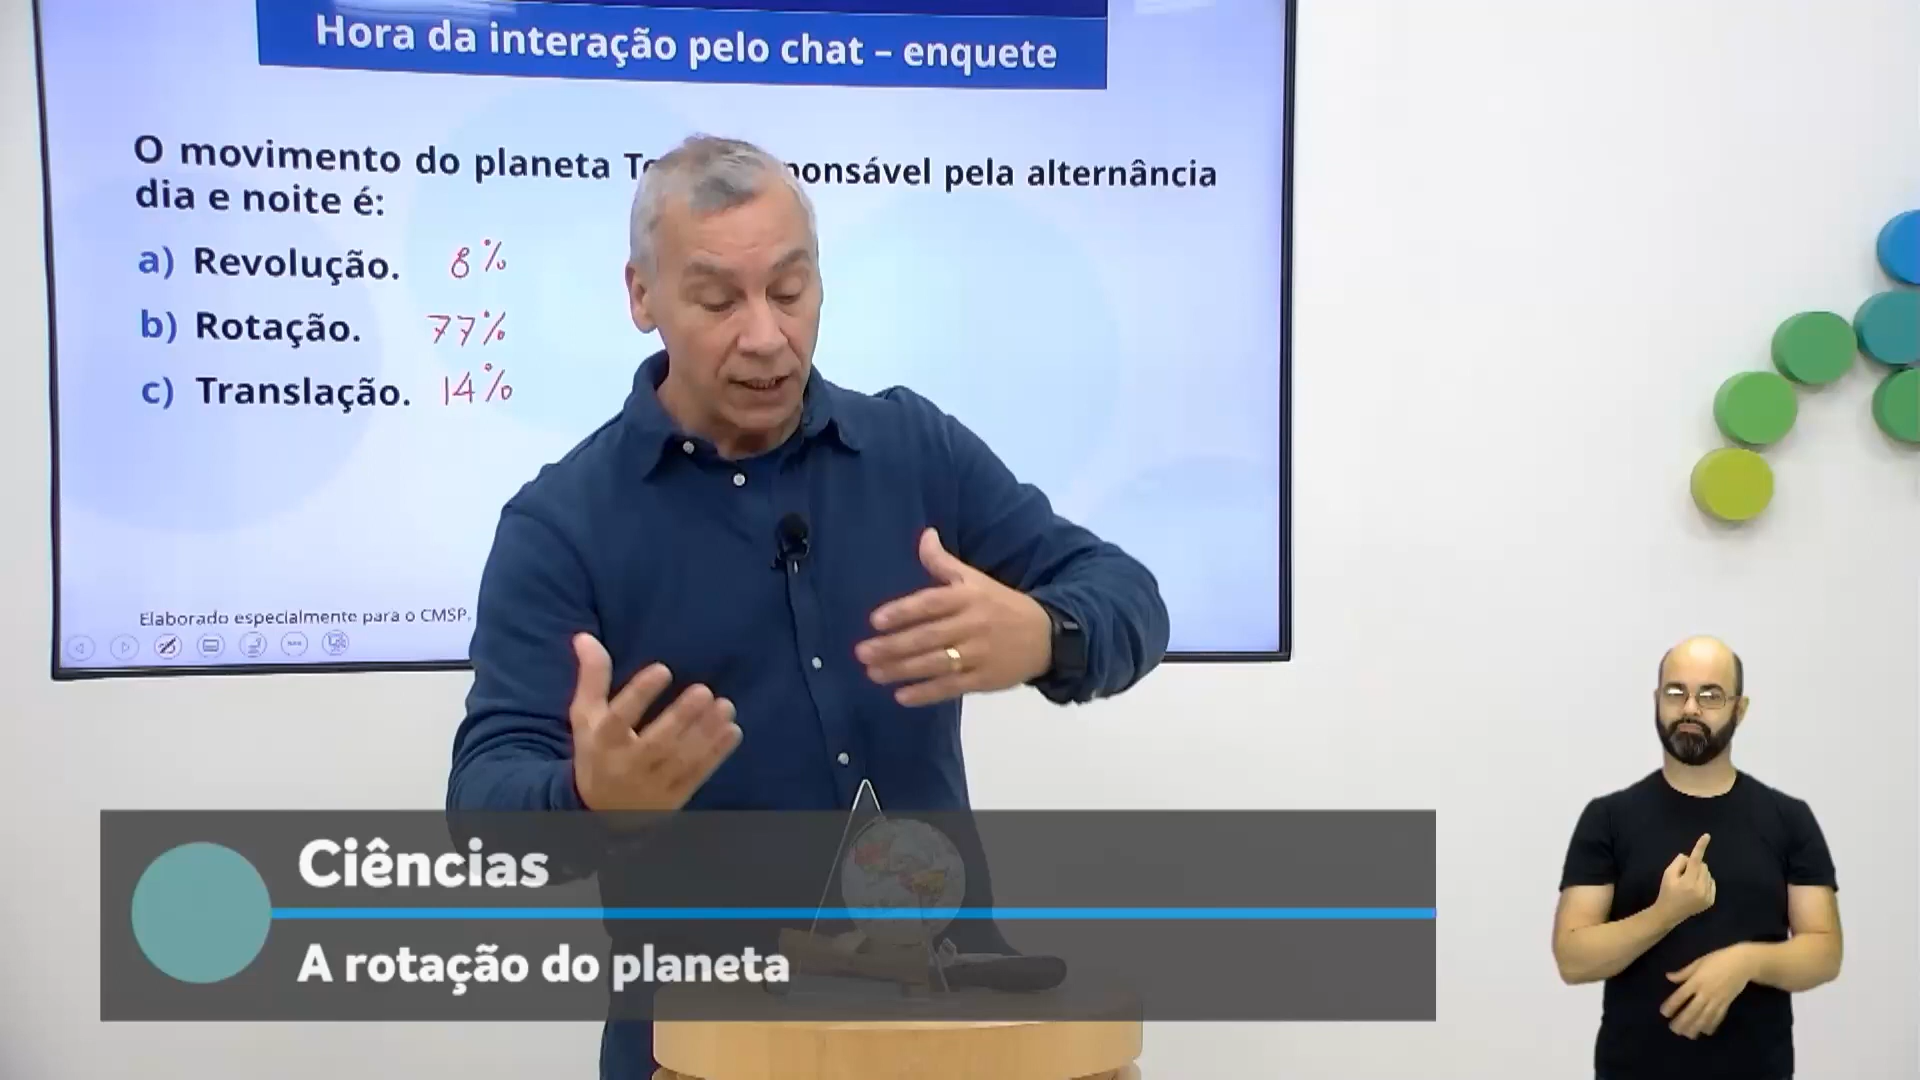 Hora da interação pelo chat – enquete
O movimento do planeta ponsável pela alternância
dia e noite é:
a) Revolução. 8%
b) Rotação. 77%
c) Translação. 14%
Elaborado especialmente para o CMSP.
Ciências
A rotação do planeta